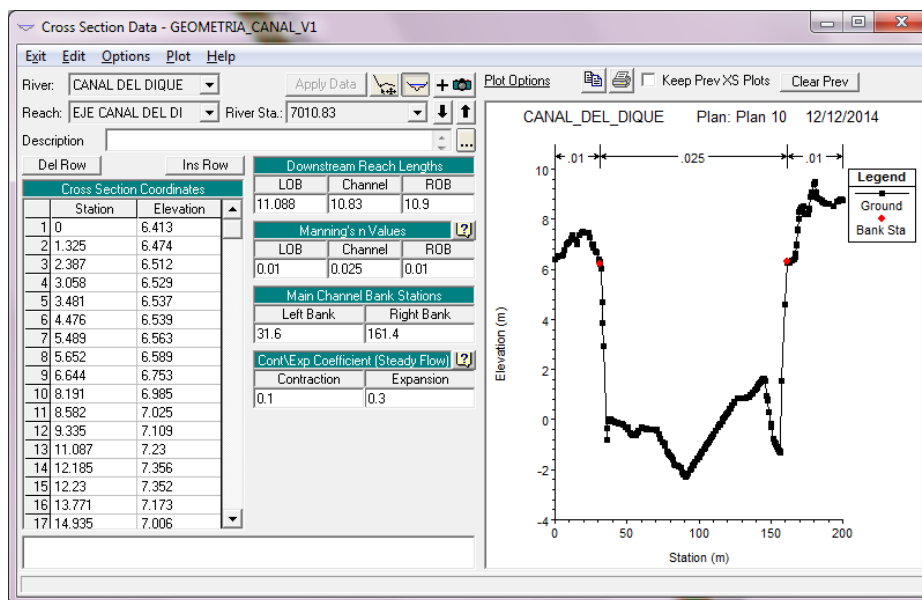 Cross Section Data - GEOMETRIA_CANAL_V1
Exit Edit Options Plot Help
River: CANAL DEL DIQUE Apply Data
Reach: EJE CANAL DEL DI River Sta.: 7010.83
Description ...
Del Row Ins Row
Cross Section Coordinates
Station Elevation
1 0 6.413
2 1.325 6.474
3 2.387 6.512
4 3.058 6.529
5 3.481 6.537
6 4.476 6.539
7 5.489 6.563
8 5.652 6.589
9 6.644 6.753
10 8.191 6.985
11 8.582 7.025
12 9.335 7.109
13 11.087 7.23
14 12.185 7.356
15 12.23 7.352
16 13.771 7.173
17 14.935 7.006
Downstream Reach Lengths
LOB Channel ROB
11.088 10.83 10.9
Manning's n Values
LOB Channel ROB
0.01 0.025 0.01
Main Channel Bank Stations
Left Bank Right Bank
31.6 161.4
Cont\Exp Coefficient (Steady Flow)
Contraction Expansion
0.1 0.3
Plot Options Keep Prev XS Plots Clear Prev
CANAL_DEL_DIQUE Plan: Plan 10 12/12/2014
.01 .025 .01
Legend
Ground
Bank Sta
Elevation (m)
10
8
6
4
2
0
-2
-4
0 50 100 150 200
Station (m)